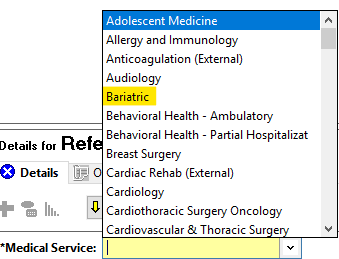 Adolescent Medicine
Allergy and Immunology
Anticoagulation (External)
Audiology
Bariatric
Behavioral Health - Ambulatory
Behavioral Health - Partial Hospitalizat
Breast Surgery
Cardiac Rehab (External)
Cardiology
Cardiothoracic Surgery Oncology
Cardiovascular & Thoracic Surgery
Details for Refe
Details
*Medical Service: